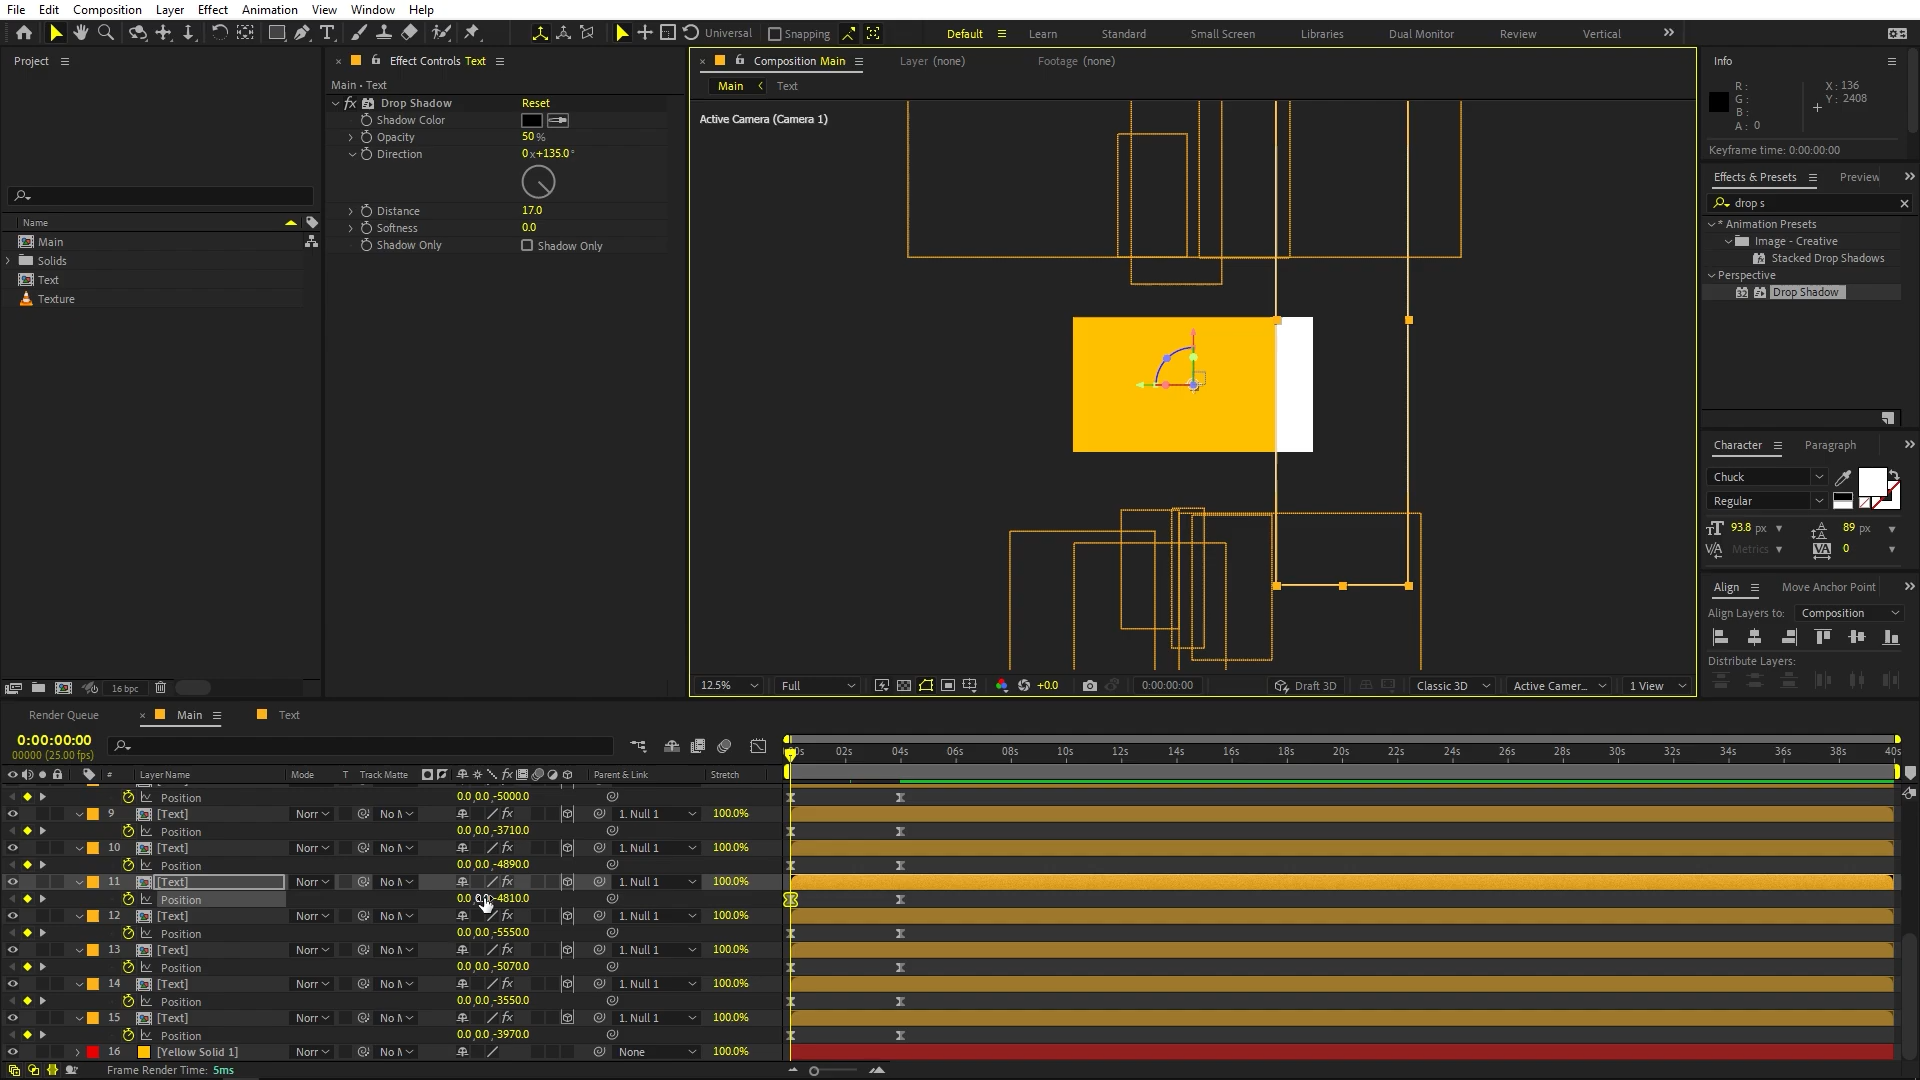 File Edit Composition Layer Effect Animation View Window Help
Universal Snapping Default Learn Standard Small Screen Libraries Dual Monitor Review Vertical
Project
Name
Main
Solids
Text
Texture
16 bpc
Effect Controls Text
Main • Text
Drop Shadow Reset
Shadow Color
Opacity 50 %
Direction 0x+135.0°
Distance 17.0
Softness 0.0
Shadow Only Shadow Only
Composition Main Layer (none) Footage (none)
Main Text
Active Camera (Camera 1)
12.5% Full +0.0 0:00:00:00 Draft 3D Classic 3D Active Camer... 1 View
Info
R: X: 136
G: Y: 2408
B:
A: 0
Keyframe time: 0:00:00:00
Effects & Presets Preview
drop s
* Animation Presets
Image - Creative
Stacked Drop Shadows
Perspective
32 Drop Shadow
Character Paragraph
Chuck
Regular
93.8 px 89 px
Metrics 0
Align Move Anchor Point
Align Layers to: Composition
Distribute Layers:
Render Queue Main Text
0:00:00:00
00000 (25.00 fps)
02s 04s 06s 08s 10s 12s 14s 16s 18s 20s 22s 24s 26s 28s 30s 32s 34s 36s 38s 40s
# Layer Name Mode T Track Matte Parent & Link Stretch
Position 0.0,0.0,-5000.0
9 [Text] Norr No M 1. Null 1 100.0%
Position 0.0,0.0,-3710.0
10 [Text] Norr No M 1. Null 1 100.0%
Position 0.0,0.0,-4890.0
11 [Text] Norr No M 1. Null 1 100.0%
Position 0.0,0.0,-4810.0
12 [Text] Norr No M 1. Null 1 100.0%
Position 0.0,0.0,-5550.0
13 [Text] Norr No M 1. Null 1 100.0%
Position 0.0,0.0,-5070.0
14 [Text] Norr No M 1. Null 1 100.0%
Position 0.0,0.0,-3550.0
15 [Text] Norr No M 1. Null 1 100.0%
Position 0.0,0.0,-3970.0
16 [Yellow Solid 1] Norr No M None 100.0%
Frame Render Time: 5ms